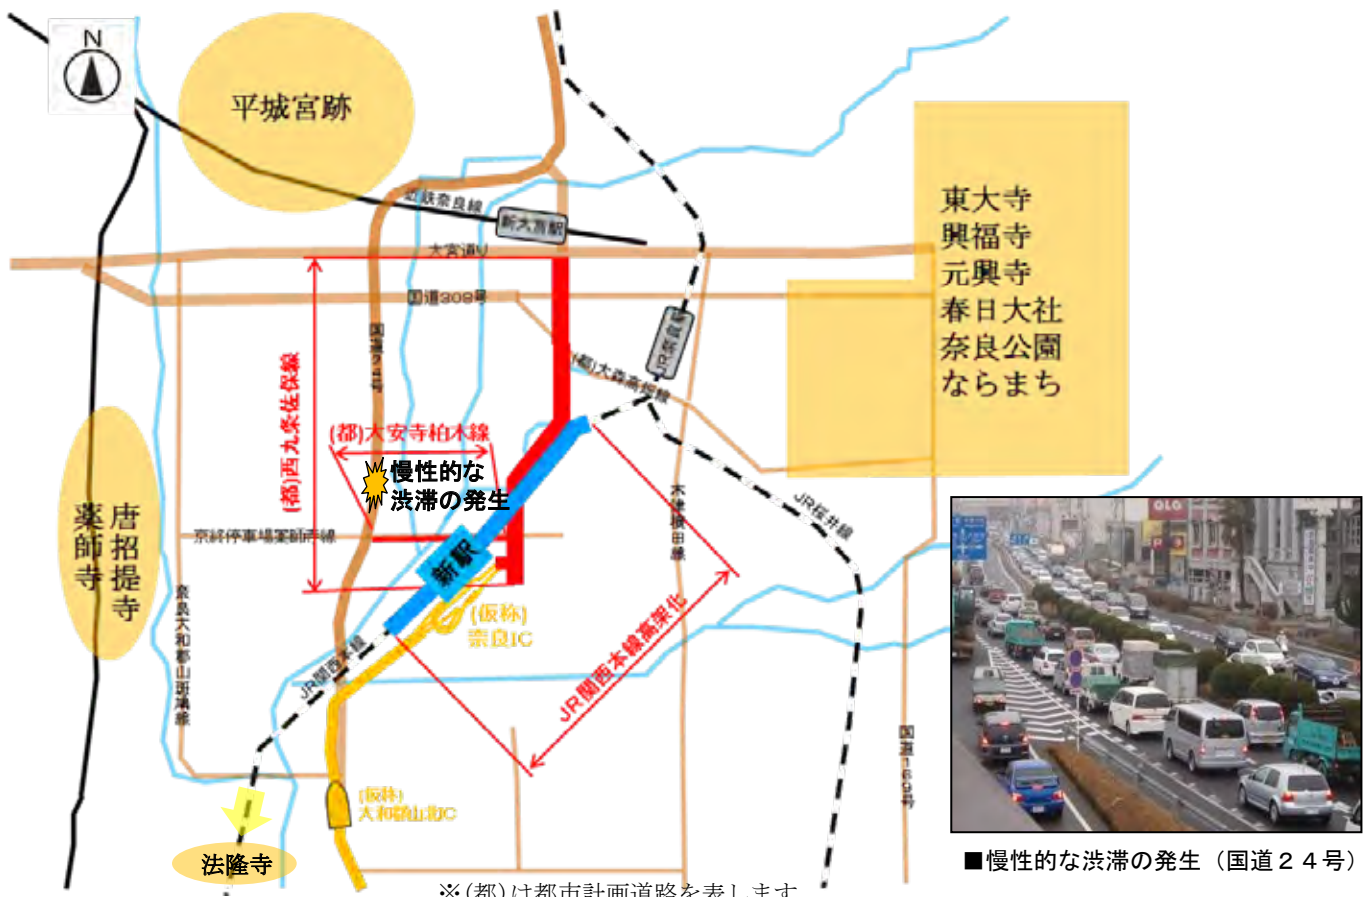 N
平城宮跡
近鉄奈良線
新大宮駅
大宮通り
国道308号
東大寺
興福寺
元興寺
春日大社
奈良公園
ならまち
国道24号
JR奈良駅
(都)大森高畑線
(都)西九条佐保線
(都)大安寺柏木線
慢性的な
渋滞の発生
唐招提寺
薬師寺
京終停車場薬師寺線
新駅
木津横田線
JR桜井線
(仮称)
奈良IC
JR関西本線
JR関西本線高架化
奈良大和郡山斑鳩線
国道169号
(仮称)
大和郡山北IC
法隆寺
■慢性的な渋滞の発生（国道２４号）
※(都)は都市計画道路を表します